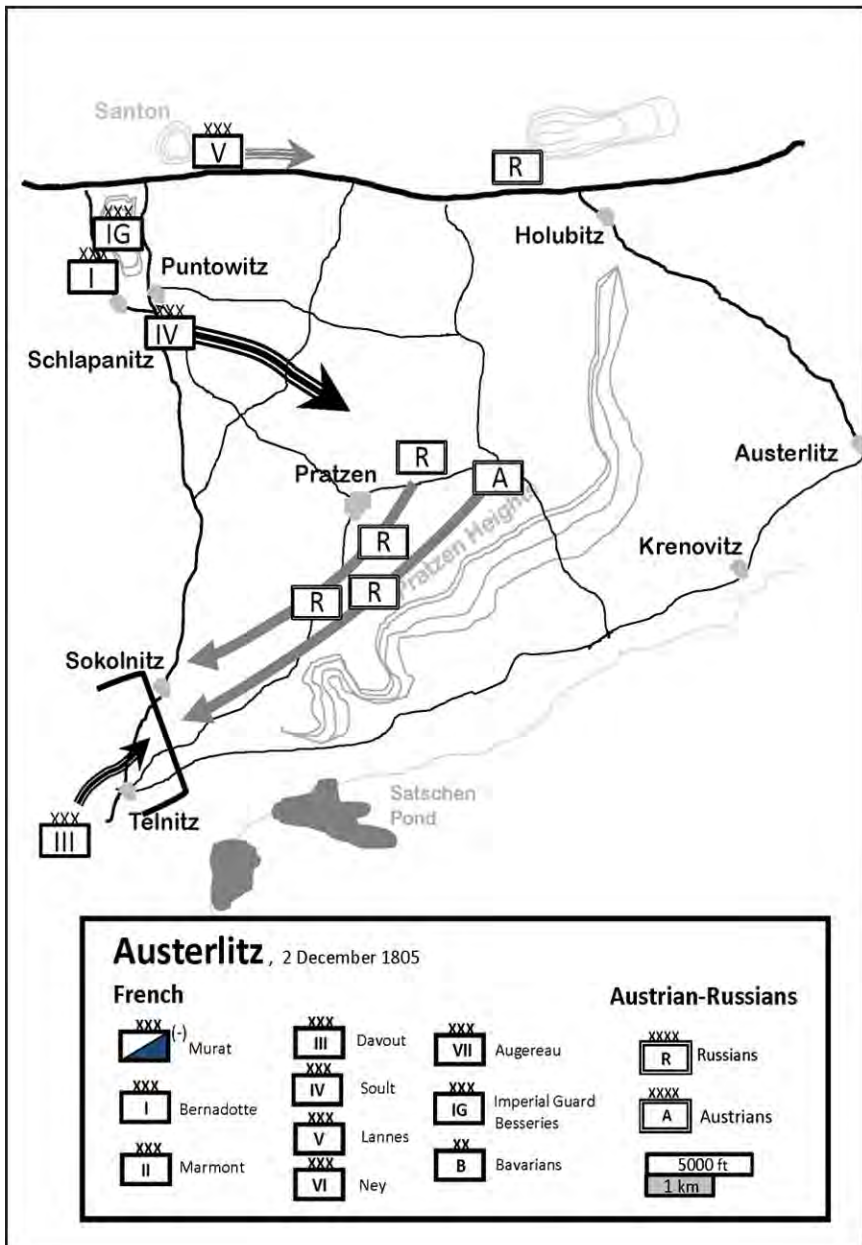 Santon
XXX
V
R
XXX
IG
XXX
I
Puntowitz
Holubitz
XXX
IV
Schlapanitz
Pratzen
R
A
Austerlitz
Pratzen Heights
R
Krenovitz
R
R
Sokolnitz
XXX
III
Telnitz
Satschen
Pond
Austerlitz, 2 December 1805
French
Austrian-Russians
XXX
(-)
Murat
XXX
I
Bernadotte
XXX
II
Marmont
XXX
III
Davout
XXX
IV
Soult
XXX
V
Lannes
XXX
VI
Ney
XXX
VII
Augereau
XXX
IG
Imperial Guard
Besseries
XX
B
Bavarians
XXXX
R
Russians
XXXX
A
Austrians
5000 ft
1 km